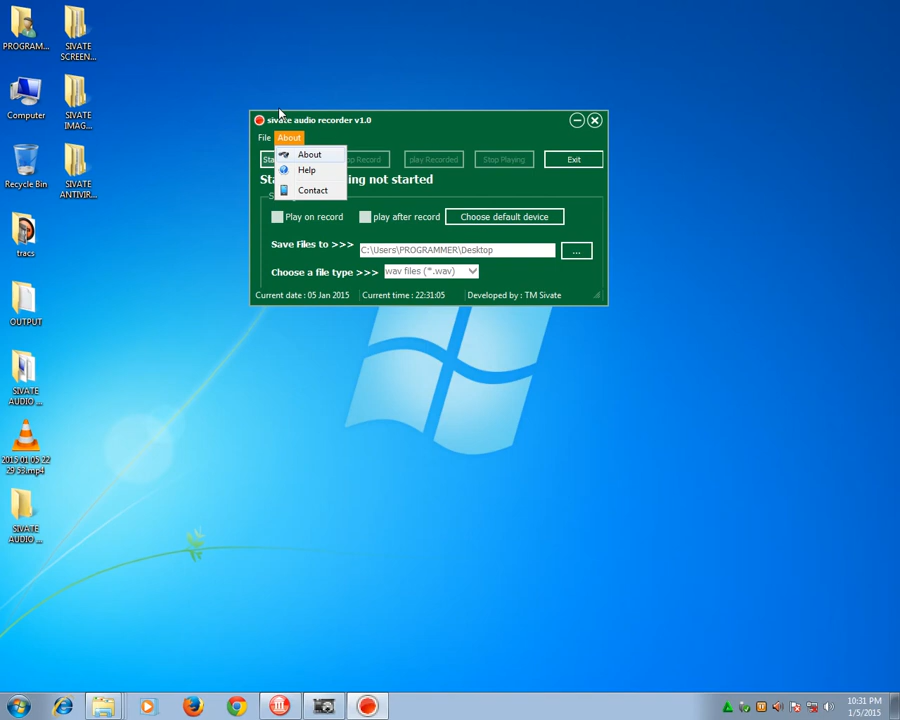 PROGRAM...
SIVATE
SCREEN...
Computer
SIVATE
IMAG...
Recycle Bin
SIVATE
ANTIVIR...
tracs
OUTPUT
SIVATE
AUDIO ...
2015 01 05 22
29 53.mp4
SIVATE
AUDIO ...
sivate audio recorder v1.0
File About
About
Help
Contact
Sta
p Record
play Recorded
Stop Playing
Exit
Sta
ing not started
Play on record
play after record
Choose default device
Save Files to >>>
C:\Users\PROGRAMMER\Desktop
...
Choose a file type >>>
wav files (*.wav)
Current date : 05 Jan 2015
Current time : 22:31:05
Developed by : TM Sivate
10:31 PM
1/5/2015